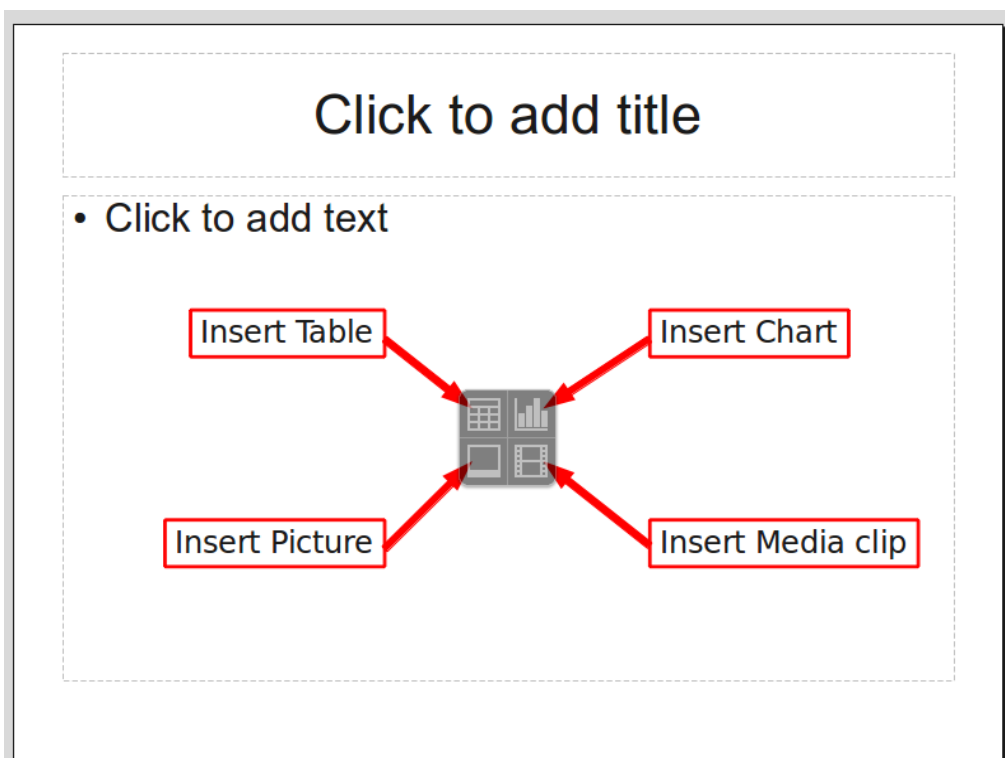 Click to add title
• Click to add text
Insert Table
Insert Chart
Insert Picture
Insert Media clip